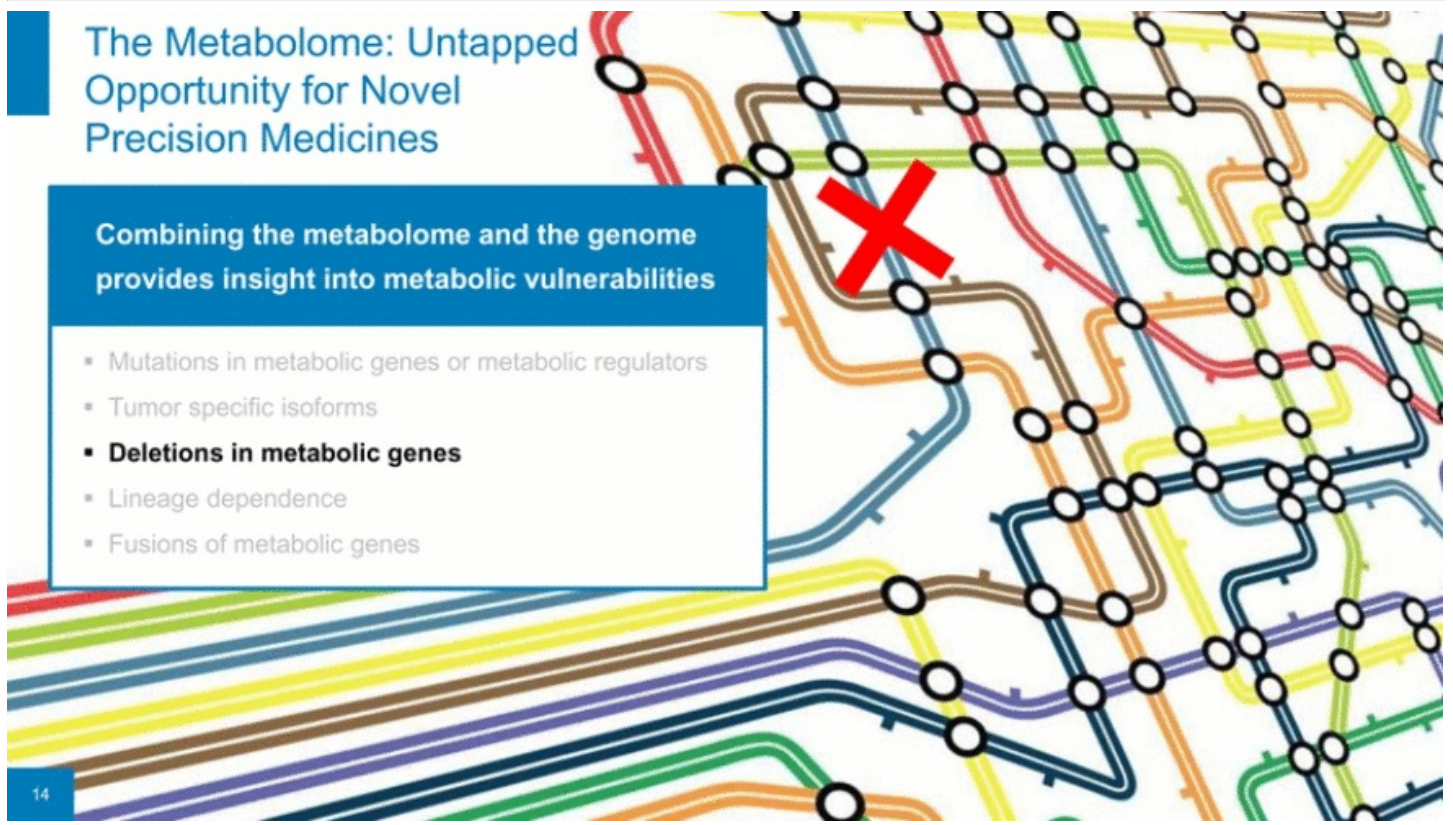 The Metabolome: Untapped
Opportunity for Novel
Precision Medicines
Combining the metabolome and the genome
provides insight into metabolic vulnerabilities
▪ Mutations in metabolic genes or metabolic regulators
▪ Tumor specific isoforms
▪ Deletions in metabolic genes
▪ Lineage dependence
▪ Fusions of metabolic genes
14